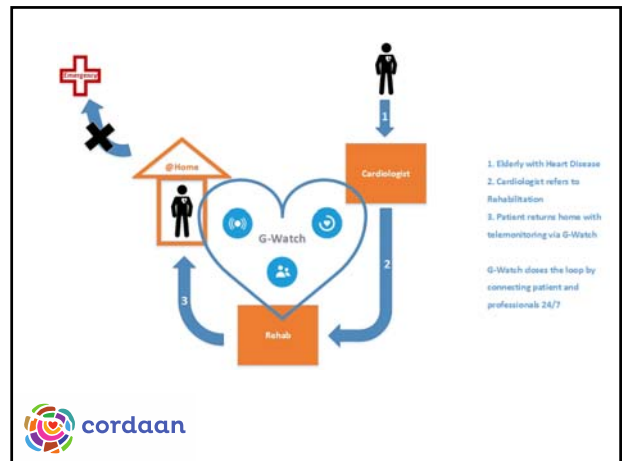 Emergency
1
@Home
Cardiologist
1. Elderly with Heart Disease
2. Cardiologist refers to
Rehabilitation
3. Patient returns home with
telemonitoring via G-Watch
G-Watch
2
G-Watch closes the loop by
connecting patient and
professionals 24/7
3
Rehab
cordaan